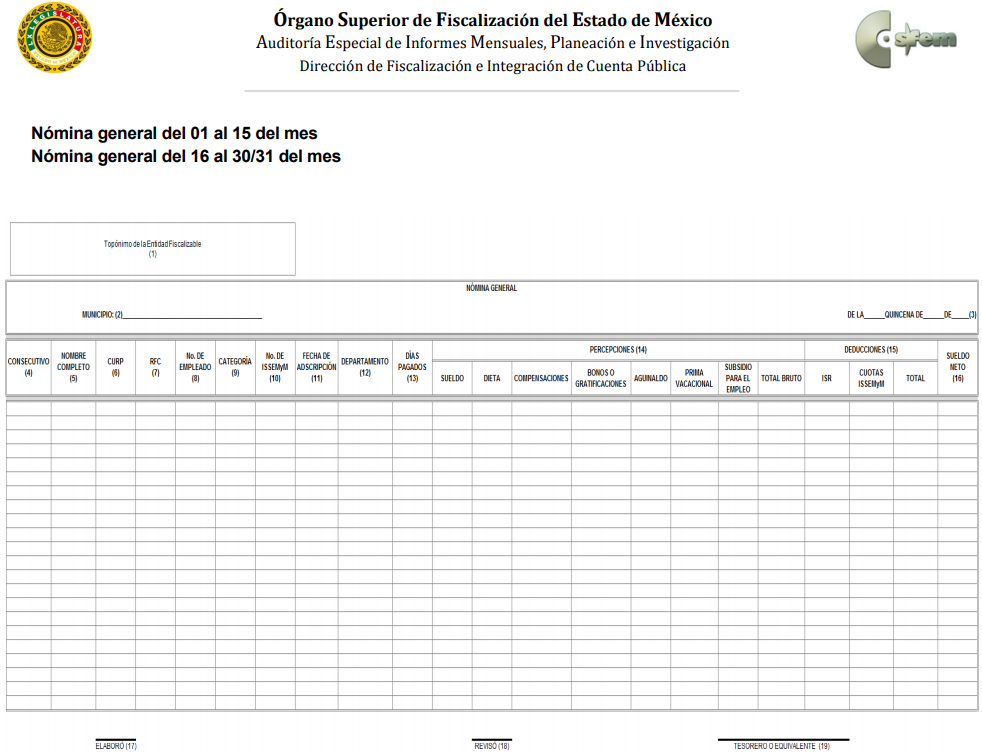 LX LEGISLATURA
Órgano Superior de Fiscalización del Estado de México
Auditoría Especial de Informes Mensuales, Planeación e Investigación
Dirección de Fiscalización e Integración de Cuenta Pública
osfem
Nómina general del 01 al 15 del mes
Nómina general del 16 al 30/31 del mes
Topónimo de la Entidad Fiscalizable
(1)
NÓMINA GENERAL
MUNICIPIO: (2)____________________ DE LA______QUINCENA DE______DE_____(3)
CONSECUTIVO
(4)
NOMBRE
COMPLETO
(5)
CURP
(6)
RFC
(7)
No. DE
EMPLEADO
(8)
CATEGORÍA
(9)
No. DE
ISSEMyM
(10)
FECHA DE
ADSCRIPCIÓN
(11)
DEPARTAMENTO
(12)
DÍAS
PAGADOS
(13)
PERCEPCIONES (14)
SUELDO
DIETA
COMPENSACIONES
BONOS O
GRATIFICACIONES
AGUINALDO
PRIMA
VACACIONAL
SUBSIDIO
PARA EL
EMPLEO
TOTAL BRUTO
DEDUCCIONES (15)
ISR
CUOTAS
ISSEMyM
TOTAL
SUELDO
NETO
(16)
ELABORÓ (17)
REVISÓ (18)
TESORERO O EQUIVALENTE (19)